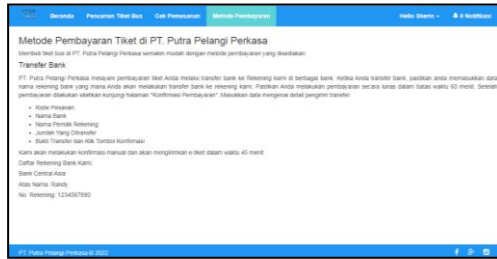 Beranda Pencarian Tiket Bus Cek Pemesanan Metode Pembayaran Hello Sherin 0 Notifikasi
Metode Pembayaran Tiket di PT. Putra Pelangi Perkasa
Membeli tiket bus di PT. Putra Pelangi Perkasa semakin mudah dengan metode pembayaran yang disediakan.
Transfer Bank
PT. Putra Pelangi Perkasa melayani pembayaran tiket Anda melalui transfer bank ke Rekening kami di berbagai bank. Ketika Anda transfer bank, pastikan anda memasukkan data
nama rekening bank yang mana Anda akan melakukan transfer bank ke rekening kami. Pastikan Anda melakukan pembayaran secara lunas dalam batas waktu 60 menit. Setelah
pembayaran dilakukan silahkan kunjungi halaman "Konfirmasi Pembayaran". Masukkan data mengenai detail pengirim transfer:
• Kode Pesanan
• Nama Bank
• Nama Pemilik Rekening
• Jumlah Yang Ditransfer
• Bukti Transfer dan Klik Tombol Konfirmasi
Kami akan melakukan konfirmasi manual dan akan mengirimkan e-tiket dalam waktu 45 menit
Daftar Rekening Bank Kami:
Bank Central Asia
Atas Nama: Randy
No. Rekening: 1234567890
PT. Putra Pelangi Perkasa © 2022